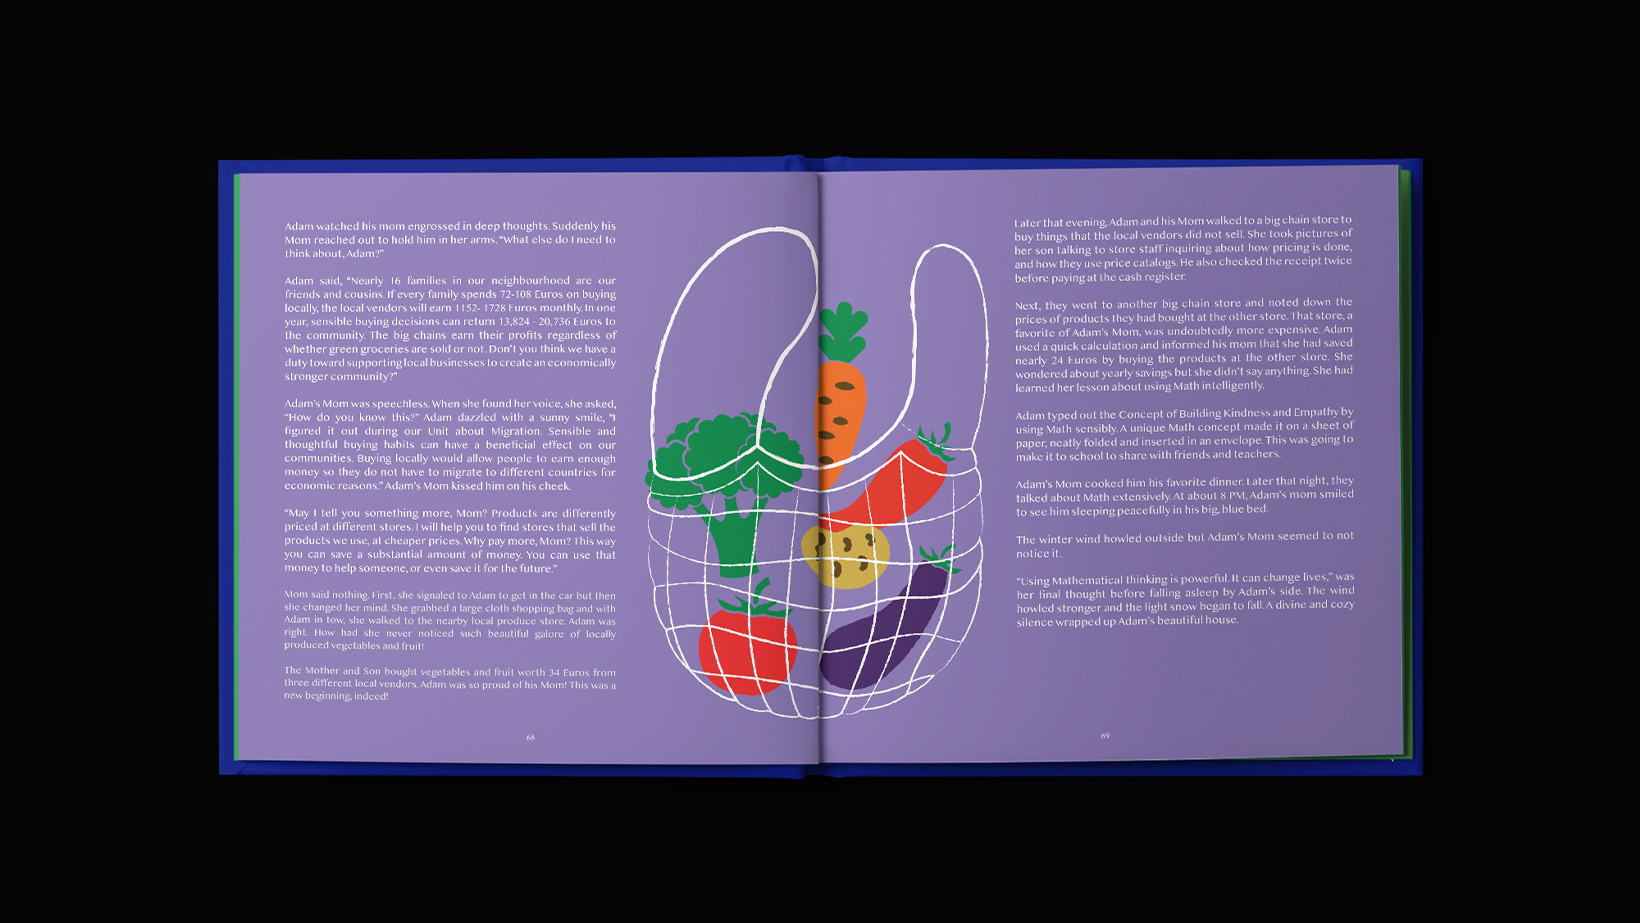 Adam watched his mom engrossed in deep thoughts. Suddenly his
Mom reached out to hold him in her arms. “What else do I need to
think about, Adam?”
Adam said, “Nearly 16 families in our neighbourhood are our
friends and cousins. If every family spends 72-108 Euros on buying
locally, the local vendors will earn 1152- 1728 Euros monthly. In one
year, sensible buying decisions can return 13,824 - 20,736 Euros to
the community. The big chains earn their profits regardless of
whether green groceries are sold or not. Don’t you think we have a
duty toward supporting local businesses to create an economically
stronger community?”
Adam’s Mom was speechless. When she found her voice, she asked,
“How do you know this?” Adam dazzled with a sunny smile, “I
figured it out during our Unit about Migration. Sensible and
thoughtful buying habits can have a beneficial effect on our
communities. Buying locally would allow people to earn enough
money so they do not have to migrate to different countries for
economic reasons.” Adam’s Mom kissed him on his cheek.
“May I tell you something more, Mom? Products are differently
priced at different stores. I will help you to find stores that sell the
products we use, at cheaper prices. Why pay more, Mom? This way
you can save a substantial amount of money. You can use that
money to help someone, or even save it for the future.”
Mom said nothing. First, she signaled to Adam to get in the car but then
she changed her mind. She grabbed a large cloth shopping bag and with
Adam in tow, she walked to the nearby local produce store. Adam was
right. How had she never noticed such beautiful galore of locally
produced vegetables and fruit!
The Mother and Son bought vegetables and fruit worth 34 Euros from
three different local vendors. Adam was so proud of his Mom! This was a
new beginning, indeed!
68
Later that evening, Adam and his Mom walked to a big chain store to
buy things that the local vendors did not sell. She took pictures of
her son talking to store staff inquiring about how pricing is done,
and how they use price catalogs. He also checked the receipt twice
before paying at the cash register.
Next, they went to another big chain store and noted down the
prices of products they had bought at the other store. That store, a
favorite of Adam’s Mom, was undoubtedly more expensive. Adam
used a quick calculation and informed his mom that she had saved
nearly 24 Euros by buying the products at the other store. She
wondered about yearly savings but she didn’t say anything. She had
learned her lesson about using Math intelligently.
Adam typed out the Concept of Building Kindness and Empathy by
using Math sensibly. A unique Math concept made it on a sheet of
paper, neatly folded and inserted in an envelope. This was going to
make it to school to share with friends and teachers.
Adam’s Mom cooked him his favorite dinner. Later that night, they
talked about Math extensively. At about 8 PM, Adam’s mom smiled
to see him sleeping peacefully in his big, blue bed.
The winter wind howled outside but Adam’s Mom seemed to not
notice it.
“Using Mathematical thinking is powerful. It can change lives,” was
her final thought before falling asleep by Adam’s side. The wind
howled stronger and the light snow began to fall. A divine and cozy
silence wrapped up Adam’s beautiful house.
69